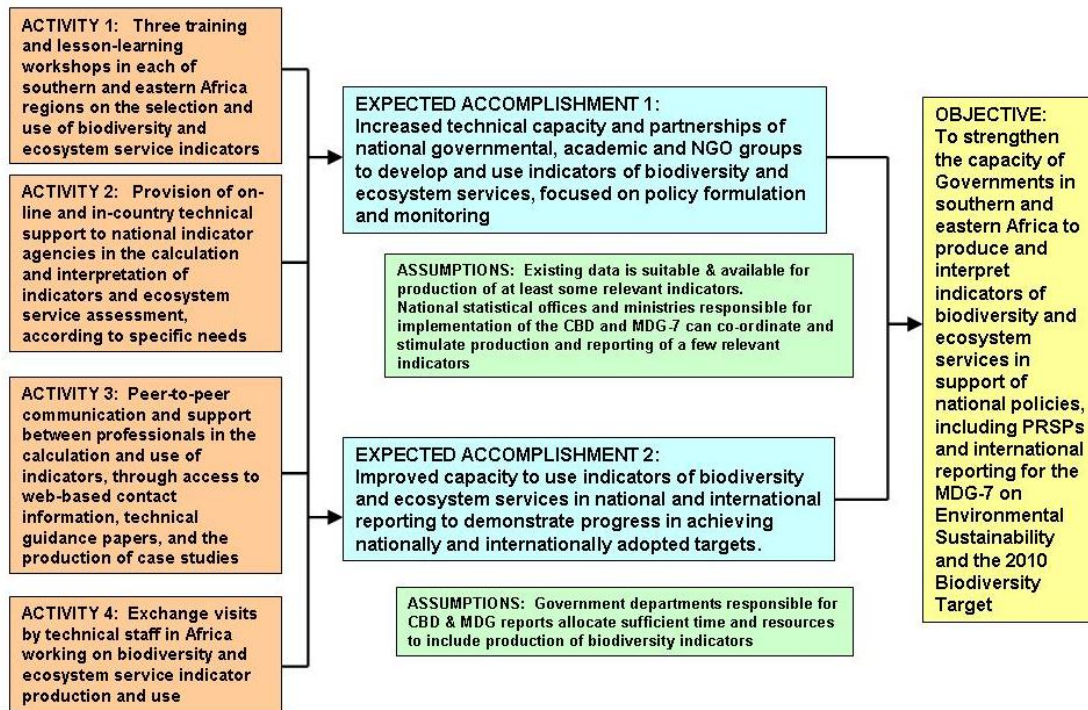 ACTIVITY 1: Three training
and lesson-learning
workshops in each of
southern and eastern Africa
regions on the selection and
use of biodiversity and
ecosystem service indicators
ACTIVITY 2: Provision of on-
line and in-country technical
support to national indicator
agencies in the calculation
and interpretation of
indicators and ecosystem
service assessment,
according to specific needs
ACTIVITY 3: Peer-to-peer
communication and support
between professionals in the
calculation and use of
indicators, through access to
web-based contact
information, technical
guidance papers, and the
production of case studies
ACTIVITY 4: Exchange visits
by technical staff in Africa
working on biodiversity and
ecosystem service indicator
production and use
EXPECTED ACCOMPLISHMENT 1:
Increased technical capacity and partnerships of
national governmental, academic and NGO groups
to develop and use indicators of biodiversity and
ecosystem services, focused on policy formulation
and monitoring
ASSUMPTIONS: Existing data is suitable & available for
production of at least some relevant indicators.
National statistical offices and ministries responsible for
implementation of the CBD and MDG-7 can co-ordinate and
stimulate production and reporting of a few relevant
indicators
EXPECTED ACCOMPLISHMENT 2:
Improved capacity to use indicators of biodiversity
and ecosystem services in national and international
reporting to demonstrate progress in achieving
nationally and internationally adopted targets.
ASSUMPTIONS: Government departments responsible for
CBD & MDG reports allocate sufficient time and resources
to include production of biodiversity indicators
OBJECTIVE:
To strengthen
the capacity of
Governments in
southern and
eastern Africa to
produce and
interpret
indicators of
biodiversity and
ecosystem
services in
support of
national policies,
including PRSPs
and international
reporting for the
MDG-7 on
Environmental
Sustainability
and the 2010
Biodiversity
Target